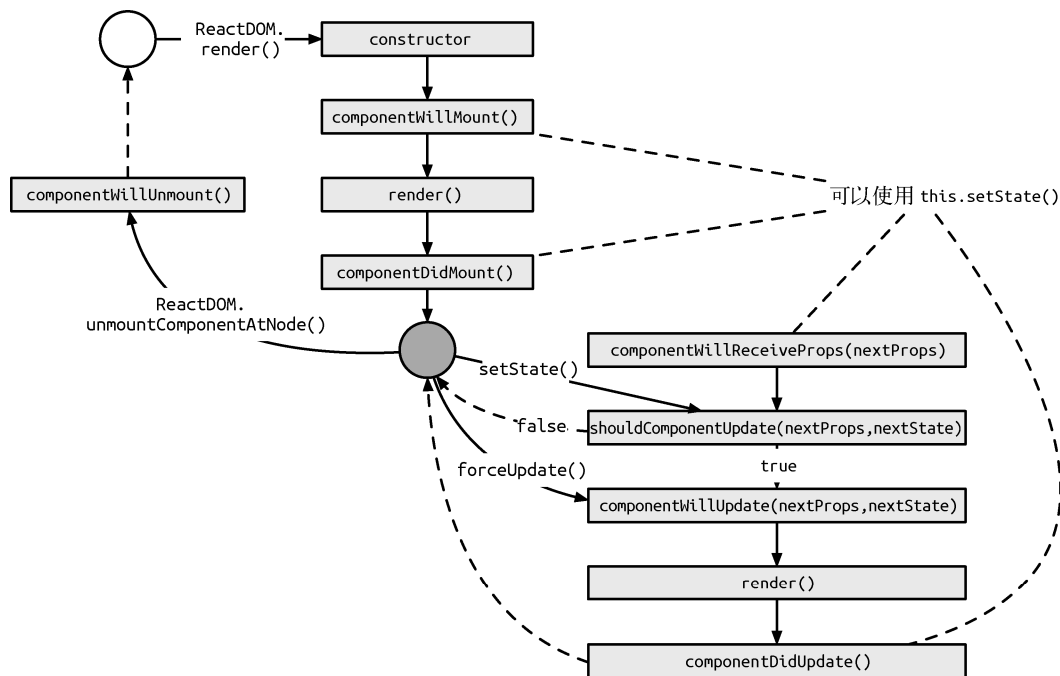 ReactDOM.
render()
constructor
componentWillMount()
componentWillUnmount()
render()
可以使用 this.setState()
componentDidMount()
ReactDOM.
unmountComponentAtNode()
componentWillReceiveProps(nextProps)
setState()
false
shouldComponentUpdate(nextProps,nextState)
forceUpdate()
true
componentWillUpdate(nextProps,nextState)
render()
componentDidUpdate()